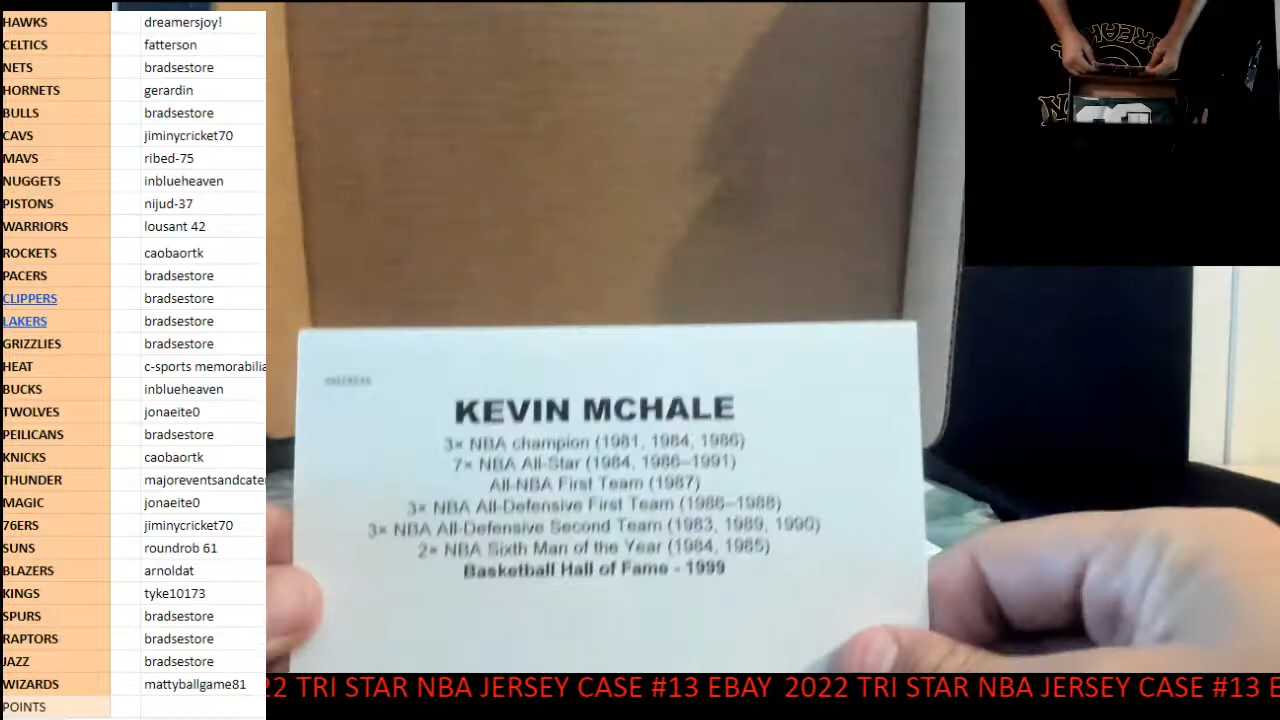 HAWKS dreamersjoy!
CELTICS fatterson
NETS bradsestore
HORNETS gerardin
BULLS bradsestore
CAVS jiminycricket70
MAVS ribed-75
NUGGETS inblueheaven
PISTONS nijud-37
WARRIORS lousant 42
ROCKETS caobaortk
PACERS bradsestore
CLIPPERS bradsestore
LAKERS bradsestore
GRIZZLIES bradsestore
HEAT c-sports memorabilia
BUCKS inblueheaven
TWOLVES jonaeite0
PEILICANS bradsestore
KNICKS caobaortk
THUNDER majoreventsandcate
MAGIC jonaeite0
76ERS jiminycricket70
SUNS roundrob 61
BLAZERS arnoldat
KINGS tyke10173
SPURS bradsestore
RAPTORS bradsestore
JAZZ bradsestore
WIZARDS mattyballgame81
POINTS
KEVIN MCHALE
3× NBA champion (1981, 1984, 1986)
7× NBA All-Star (1984, 1986–1991)
All-NBA First Team (1987)
3× NBA All-Defensive First Team (1986–1988)
3× NBA All-Defensive Second Team (1983, 1989, 1990)
2× NBA Sixth Man of the Year (1984, 1985)
Basketball Hall of Fame - 1999
22 TRI STAR NBA JERSEY CASE #13 EBAY 2022 TRI STAR NBA JERSEY CASE #13 E